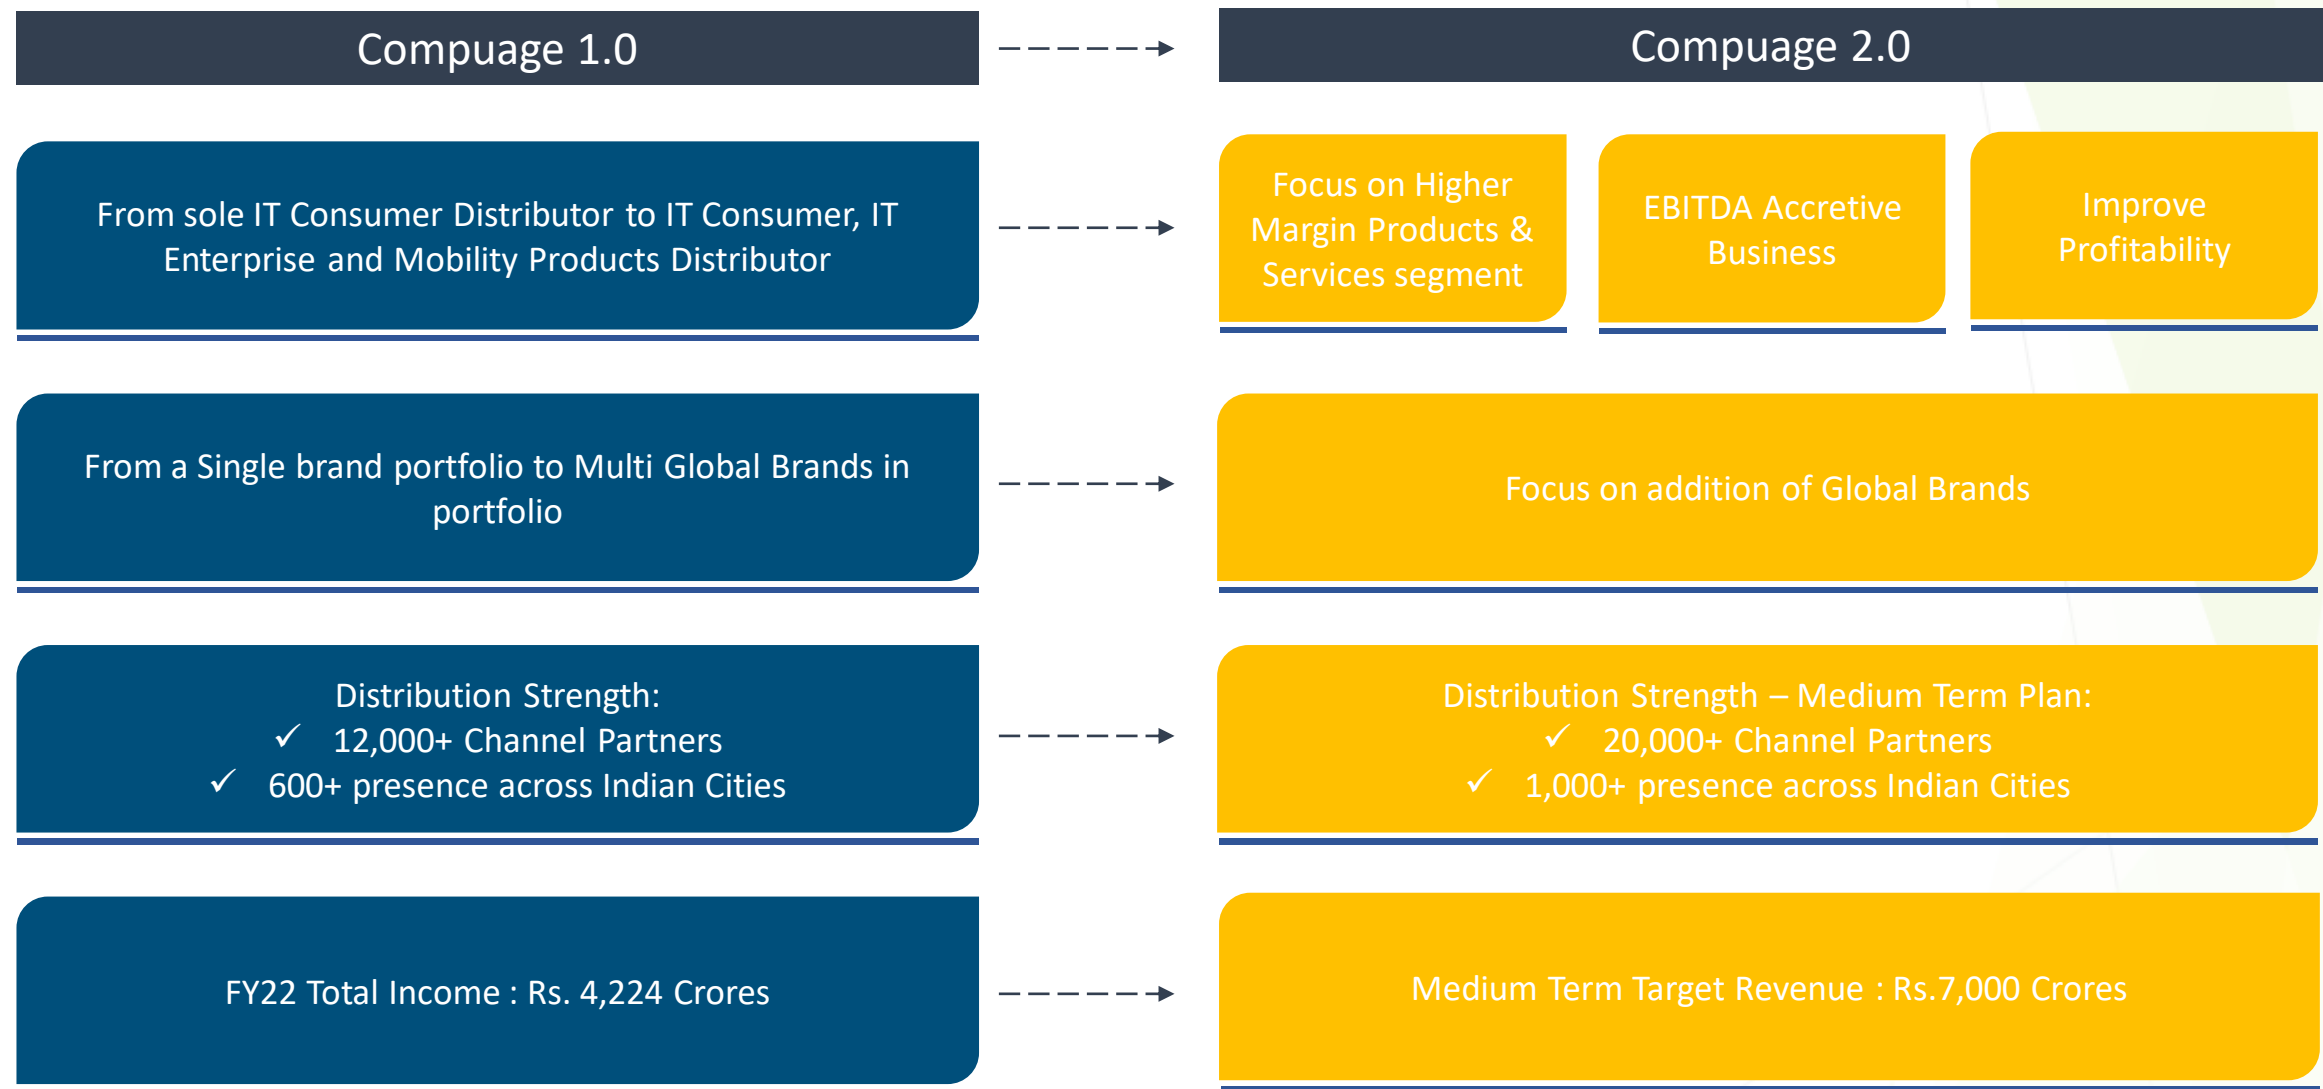 Compuage 1.0
Compuage 2.0
From sole IT Consumer Distributor to IT Consumer, IT
Enterprise and Mobility Products Distributor
Focus on Higher
Margin Products &
Services segment
EBITDA Accretive
Business
Improve
Profitability
From a Single brand portfolio to Multi Global Brands in
portfolio
Focus on addition of Global Brands
Distribution Strength:
✓ 12,000+ Channel Partners
✓ 600+ presence across Indian Cities
Distribution Strength – Medium Term Plan:
✓ 20,000+ Channel Partners
✓ 1,000+ presence across Indian Cities
FY22 Total Income : Rs. 4,224 Crores
Medium Term Target Revenue : Rs.7,000 Crores